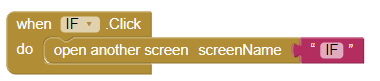 when IF .Click
do open another screen screenName " IF "